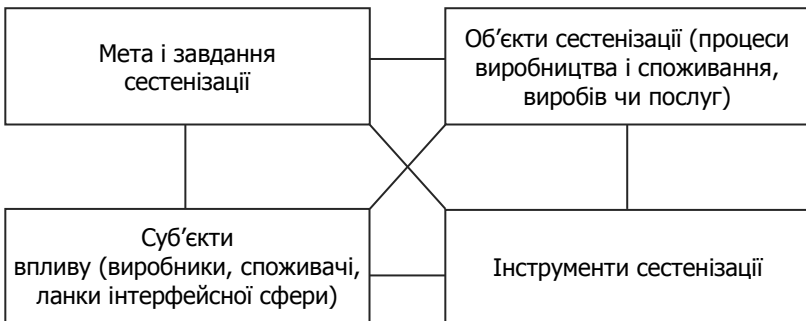 Мета і завдання
сестенізації
Об’єкти сестенізації (процеси
виробництва і споживання,
виробів чи послуг)
Суб’єкти
впливу (виробники, споживачі,
ланки інтерфейсної сфери)
Інструменти сестенізації